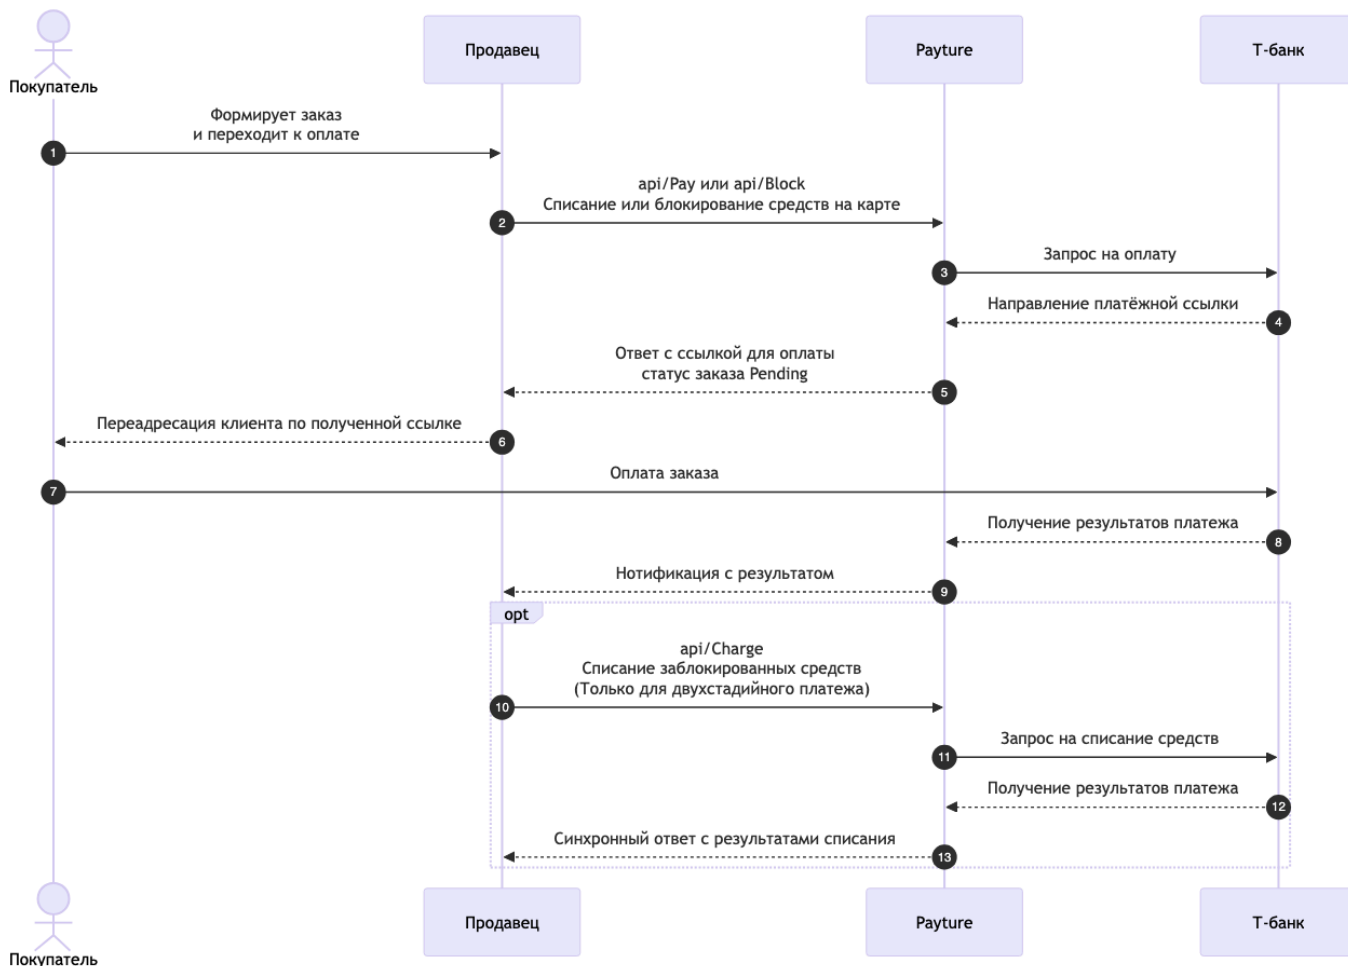 Покупатель
Продавец
Payture
Т-банк
Формирует заказ
и переходит к оплате
1
api/Pay или api/Block
Списание или блокирование средств на карте
2
Запрос на оплату
3
Направление платёжной ссылки
4
Ответ с ссылкой для оплаты
статус заказа Pending
5
Переадресация клиента по полученной ссылке
6
Оплата заказа
7
Получение результатов платежа
8
Нотификация с результатом
9
opt
api/Charge
Списание заблокированных средств
(Только для двухстадийного платежа)
10
Запрос на списание средств
11
Получение результатов платежа
12
Синхронный ответ с результатами списания
13
Покупатель
Продавец
Payture
Т-банк